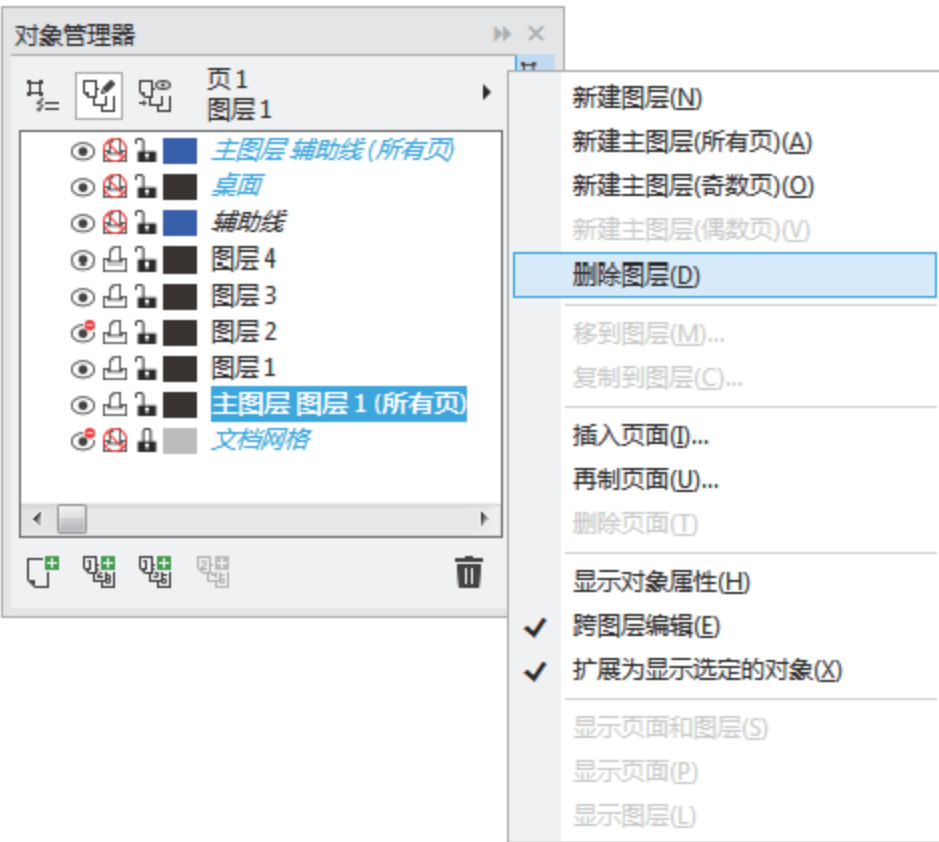 对象管理器
页1
图层1
主图层 辅助线 (所有页)
桌面
辅助线
图层 4
图层 3
图层 2
图层 1
主图层 图层 1 (所有页)
文档网格
新建图层(N)
新建主图层(所有页)(A)
新建主图层(奇数页)(O)
新建主图层(偶数页)(V)
删除图层(D)
移到图层(M)...
复制到图层(C)...
插入页面(I)...
再制页面(U)...
删除页面(T)
显示对象属性(H)
跨图层编辑(E)
扩展为显示选定的对象(X)
显示页面和图层(S)
显示页面(P)
显示图层(L)